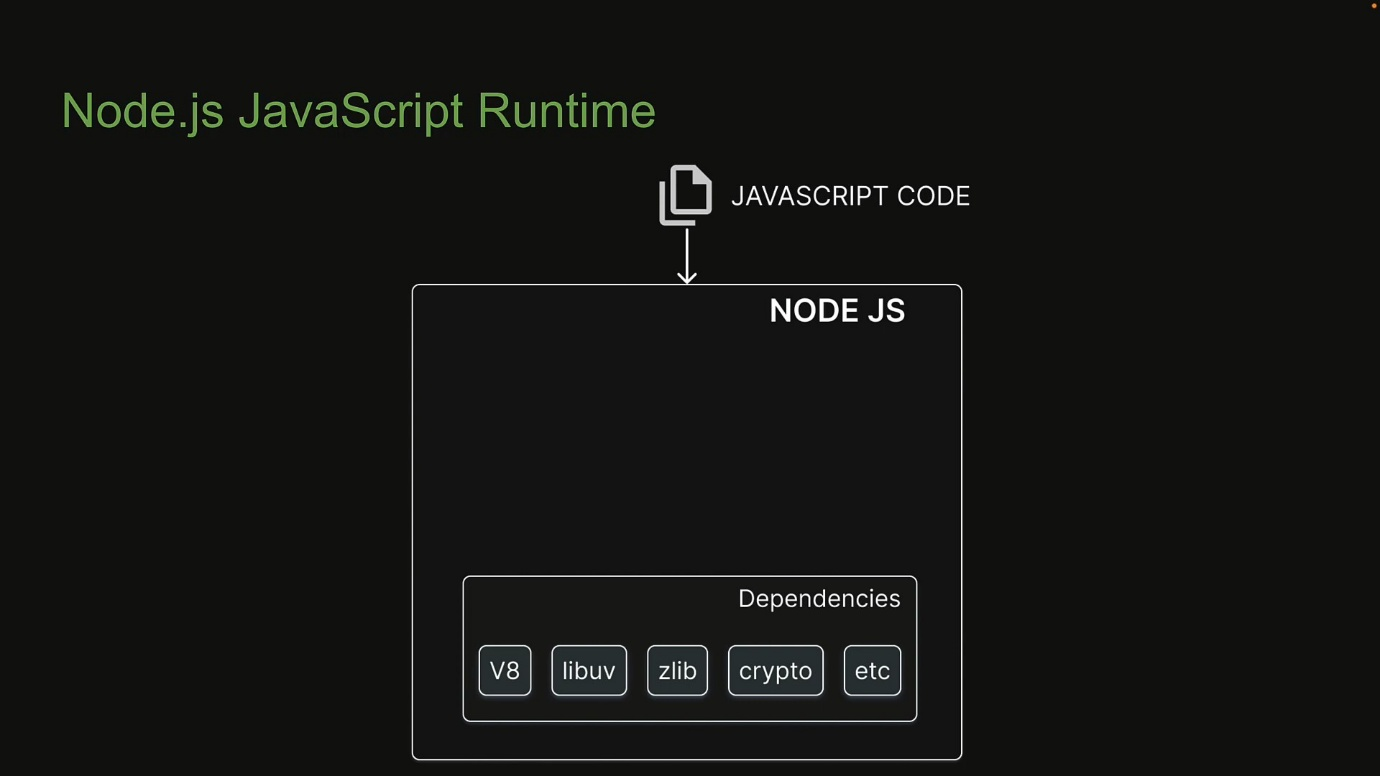 Node.js JavaScript Runtime
JAVASCRIPT CODE
NODE JS
Dependencies
V8
libuv
zlib
crypto
etc